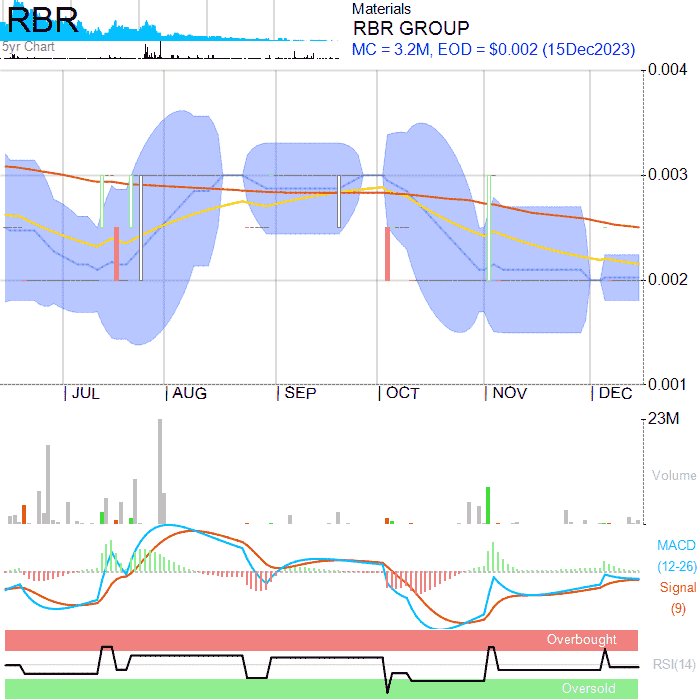 RBR
5yr Chart
Materials
RBR GROUP
MC = 3.2M, EOD = $0.002 (15Dec2023)
0.004
0.003
0.002
0.001
JUL
AUG
SEP
OCT
NOV
DEC
23M
Volume
MACD
(12-26)
Signal
(9)
Overbought
RSI(14)
Oversold